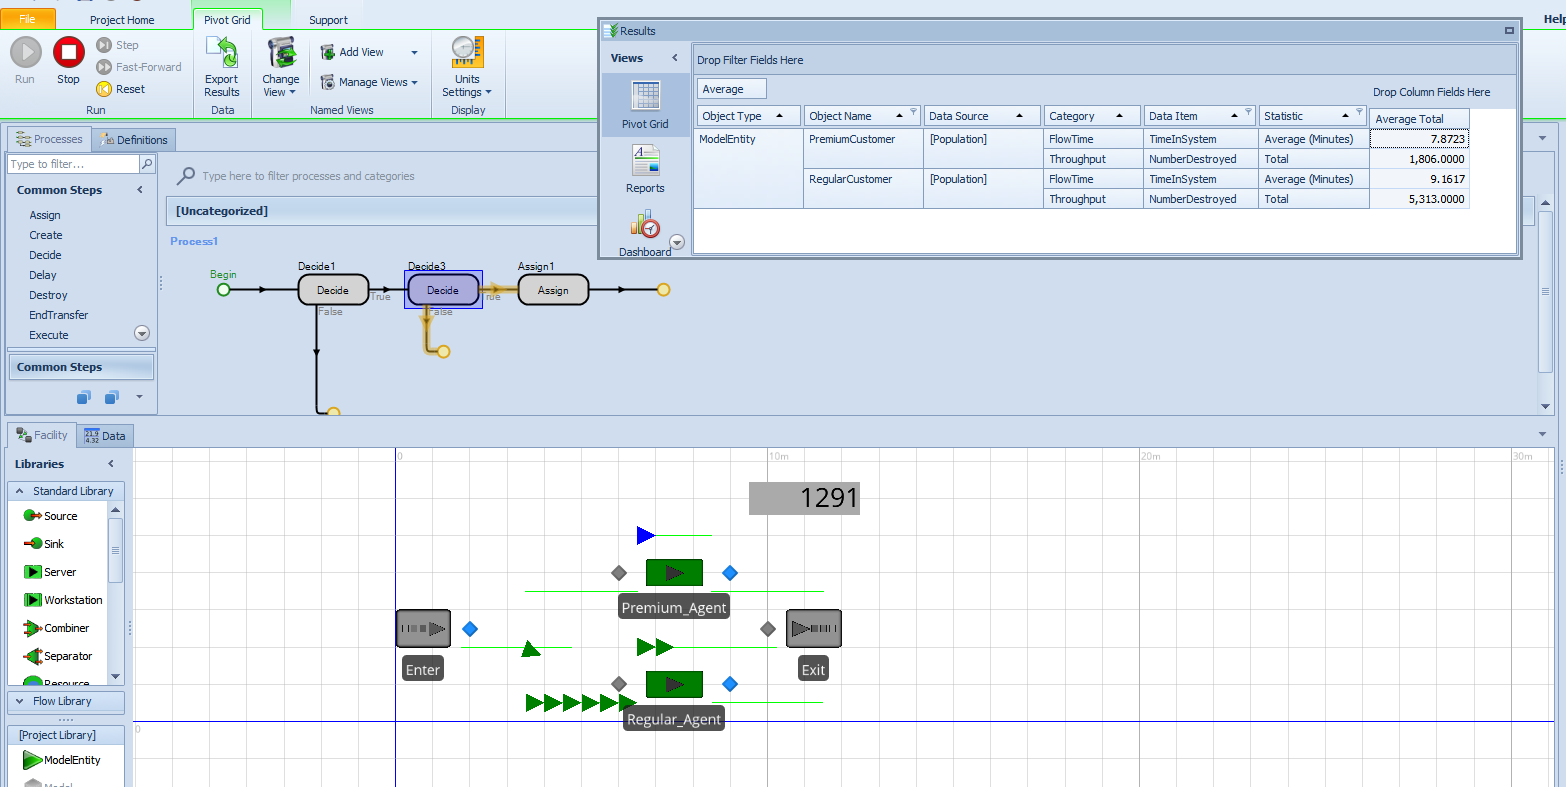 File
Project Home
Pivot Grid
Support
Help
Run
Stop
Step
Fast-Forward
Reset
Run
Export
Results
Data
Change
View
Add View
Manage Views
Named Views
Units
Settings
Display
Results
Views
Pivot Grid
Reports
Dashboard
Drop Filter Fields Here
Average
Drop Column Fields Here
Object Type Object Name Data Source Category Data Item Statistic Average Total
ModelEntity PremiumCustomer [Population] FlowTime TimeInSystem Average (Minutes) 7.8723
Throughput NumberDestroyed Total 1,806.0000
RegularCustomer [Population] FlowTime TimeInSystem Average (Minutes) 9.1617
Throughput NumberDestroyed Total 5,313.0000
Processes
Definitions
Type to filter...
Common Steps
Assign
Create
Decide
Delay
Destroy
EndTransfer
Execute
Common Steps
Type here to filter processes and categories
[Uncategorized]
Process1
Begin
Decide1
Decide
True
False
Decide3
Decide
True
False
Assign1
Assign
Facility
Data
Libraries
Standard Library
Source
Sink
Server
Workstation
Combiner
Separator
Resource
Flow Library
[Project Library]
ModelEntity
Model
0
10m
20m
30m
0
1291
Premium_Agent
Enter
Exit
Regular_Agent